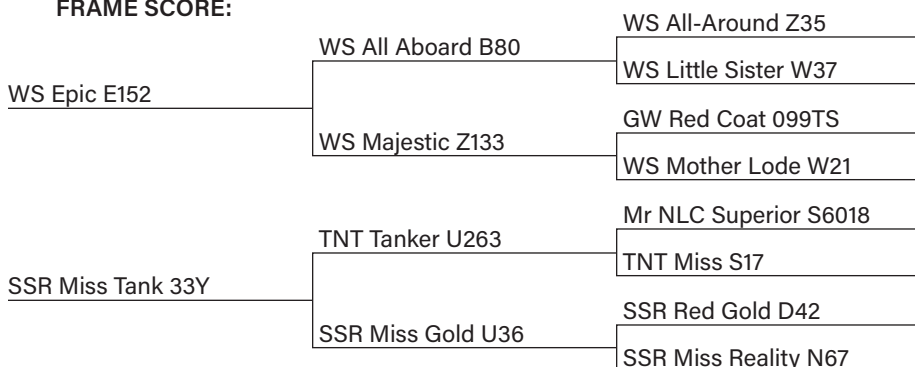 FRAME SCORE:
WS All-Around Z35
WS All Aboard B80
WS Little Sister W37
WS Epic E152
GW Red Coat 099TS
WS Majestic Z133
WS Mother Lode W21
Mr NLC Superior S6018
TNT Tanker U263
TNT Miss S17
SSR Miss Tank 33Y
SSR Red Gold D42
SSR Miss Gold U36
SSR Miss Reality N67